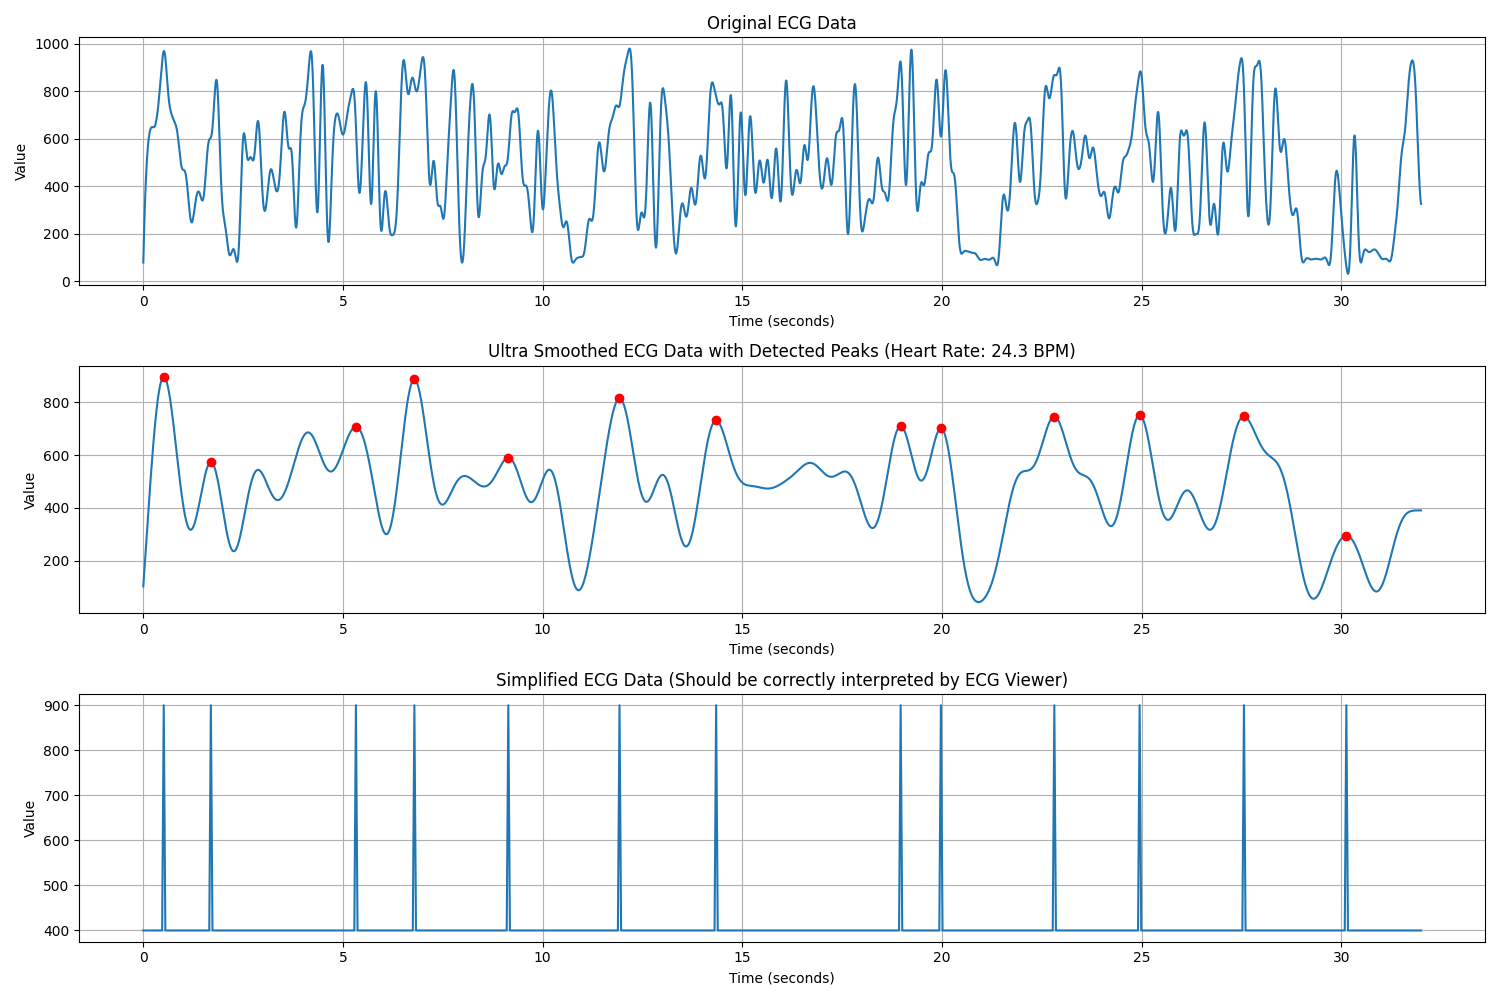 Original ECG Data
1000
800
600
400
200
0
Value
0 5 10 15 20 25 30
Time (seconds)
Ultra Smoothed ECG Data with Detected Peaks (Heart Rate: 24.3 BPM)
800
600
400
200
Value
0 5 10 15 20 25 30
Time (seconds)
Simplified ECG Data (Should be correctly interpreted by ECG Viewer)
900
800
700
600
500
400
Value
0 5 10 15 20 25 30
Time (seconds)